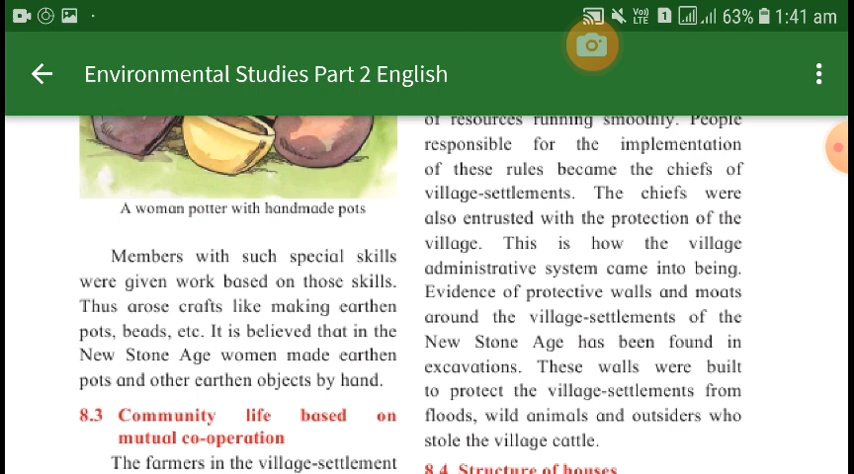 63% 1:41 am
Environmental Studies Part 2 English
A woman potter with handmade pots
Members with such special skills
were given work based on those skills.
Thus arose crafts like making earthen
pots, beads, etc. It is believed that in the
New Stone Age women made earthen
pots and other earthen objects by hand.
8.3 Community life based on
mutual co-operation
The farmers in the village-settlement
of resources running smoothly. People
responsible for the implementation
of these rules became the chiefs of
village-settlements. The chiefs were
also entrusted with the protection of the
village. This is how the village
administrative system came into being.
Evidence of protective walls and moats
around the village-settlements of the
New Stone Age has been found in
excavations. These walls were built
to protect the village-settlements from
floods, wild animals and outsiders who
stole the village cattle.
8.4 Structure of houses